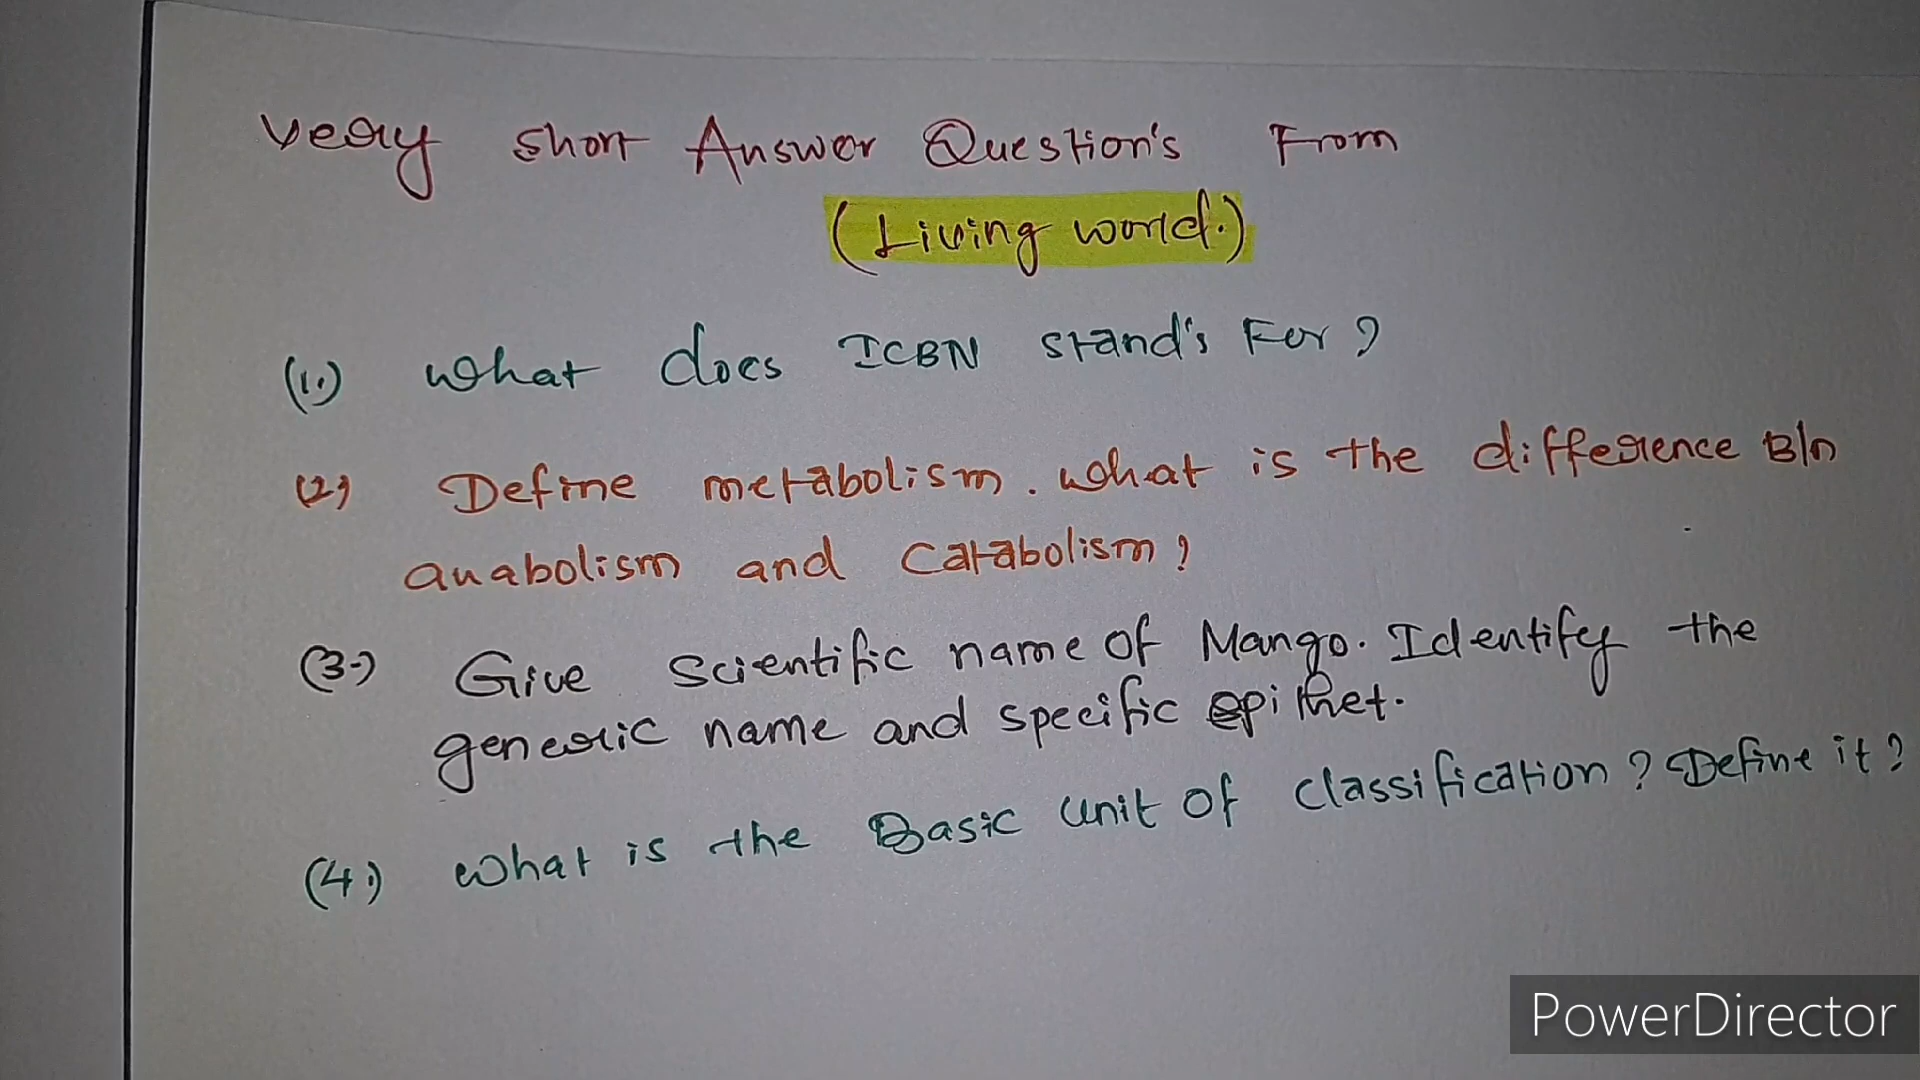 Very Short Answer Question's From
(Living world.)
(1.) What does ICBN stand's For?
(2) Define metabolism. What is the difference B/n
anabolism and Catabolism?
(3.) Give Scientific name of Mango. Identify the
generic name and specific epithet.
(4.) What is the Basic unit of classification? Define it?
PowerDirector